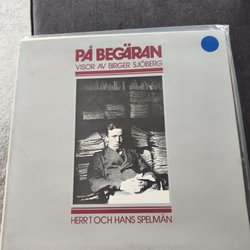 PÅ BEGÄRAN
VISOR AV BIRGER SJÖBERG
HERR T OCH HANS SPELMÄN